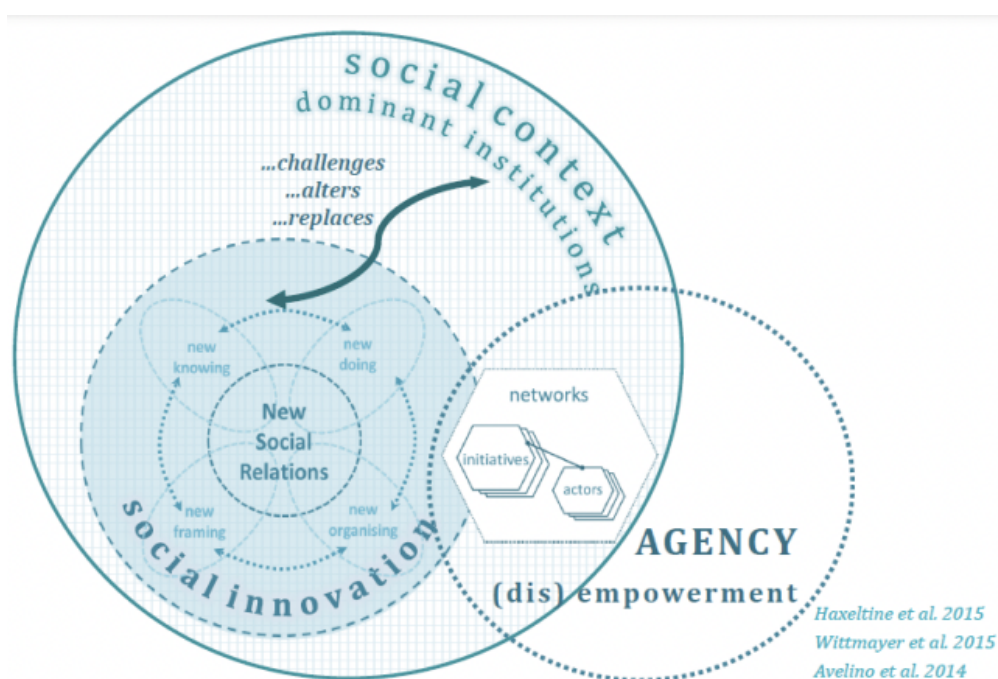 social context
dominant institutions
...challenges
...alters
...replaces
new
knowing
new
doing
New
Social
Relations
new
framing
new
organising
social innovation
networks
initiatives
actors
AGENCY
(dis) empowerment
Haxeltine et al. 2015
Wittmayer et al. 2015
Avelino et al. 2014